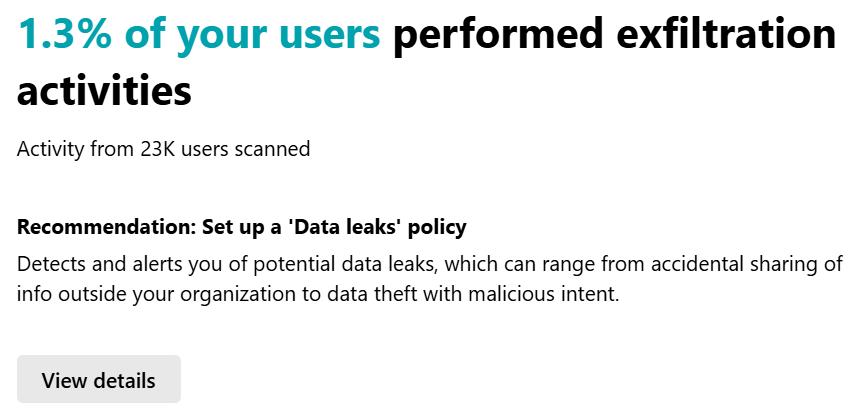 1.3% of your users performed exfiltration
activities
Activity from 23K users scanned
Recommendation: Set up a 'Data leaks' policy
Detects and alerts you of potential data leaks, which can range from accidental sharing of
info outside your organization to data theft with malicious intent.
View details